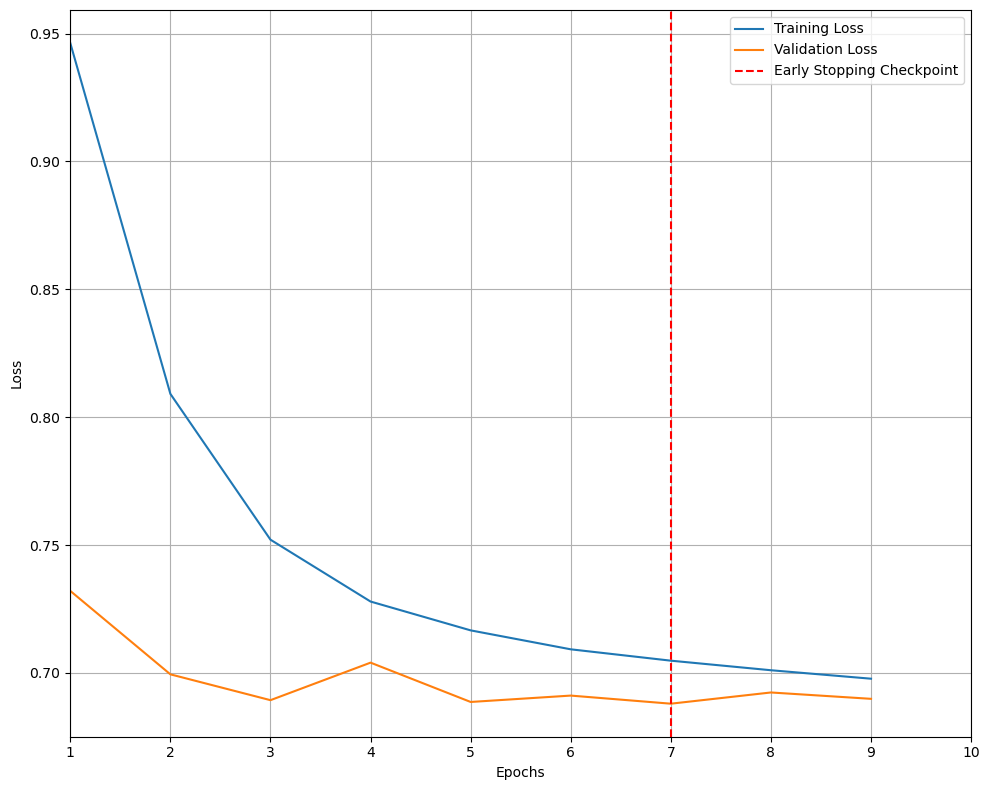 Training Loss
Validation Loss
Early Stopping Checkpoint
0.95
0.90
0.85
0.80
0.75
0.70
Loss
1 2 3 4 5 6 7 8 9 10
Epochs